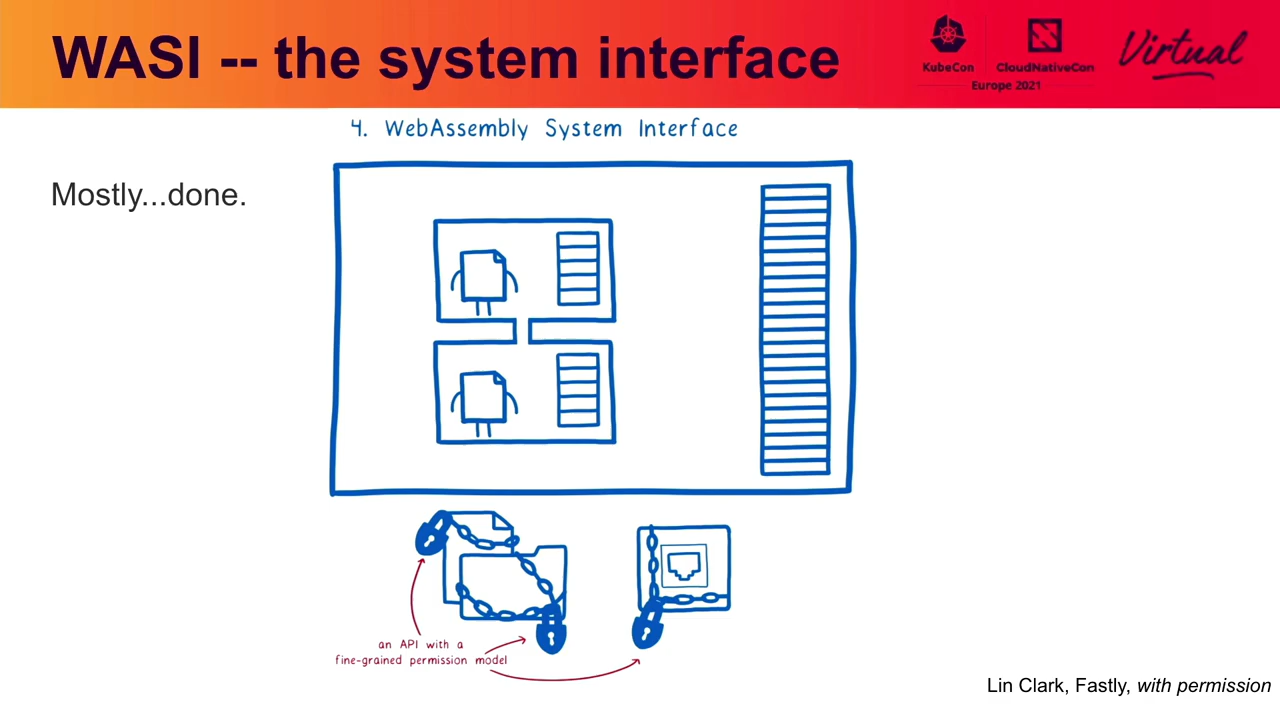 WASI -- the system interface
KubeCon
CloudNativeCon
Europe 2021
Virtual
4. WebAssembly System Interface
Mostly...done.
an API with a
fine-grained permission model
Lin Clark, Fastly, with permission